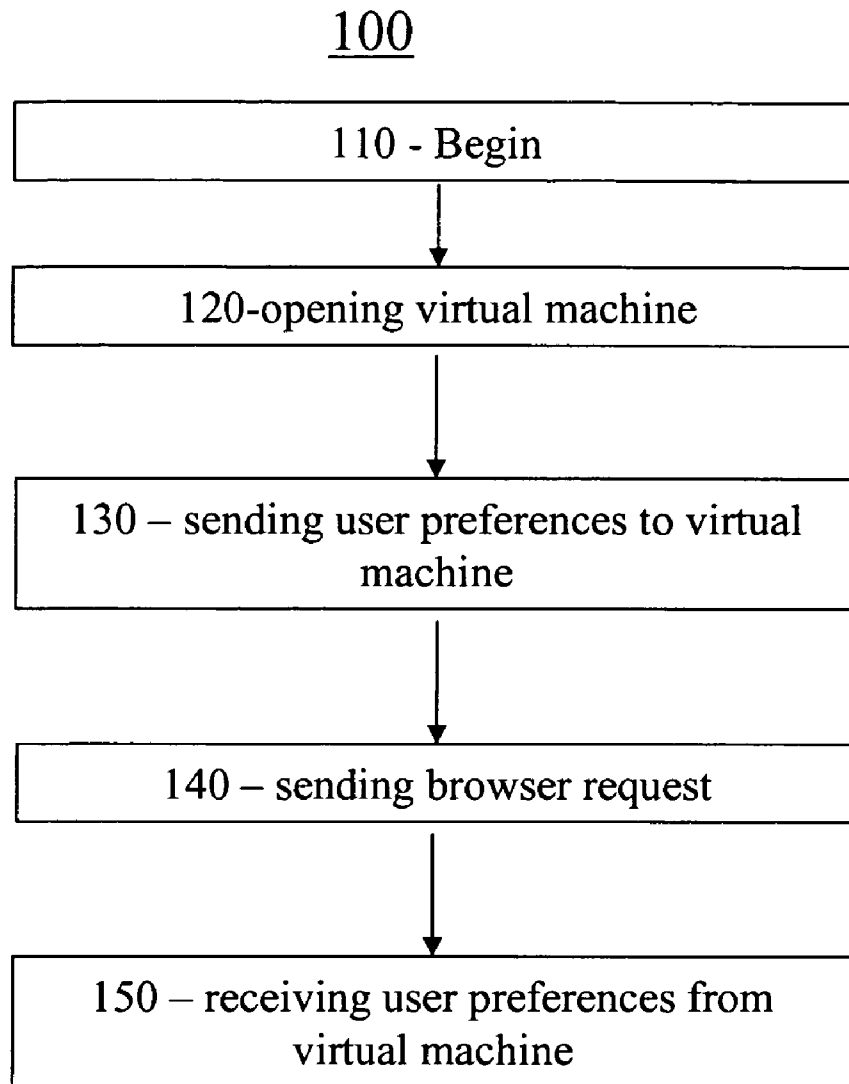 100
110 - Begin
120-opening virtual machine
130 – sending user preferences to virtual
machine
140 – sending browser request
150 – receiving user preferences from
virtual machine